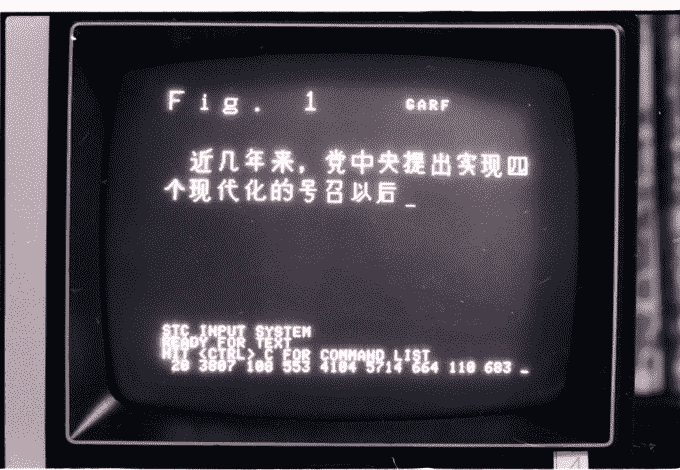 Fig. 1 GARF
近几年来，党中央提出实现四
个现代化的号召以后_
STC INPUT SYSTEM
READY FOR TEXT
HIT <CTRL> C FOR COMMAND LIST
20 3807 108 553 4104 5714 664 110 683 _